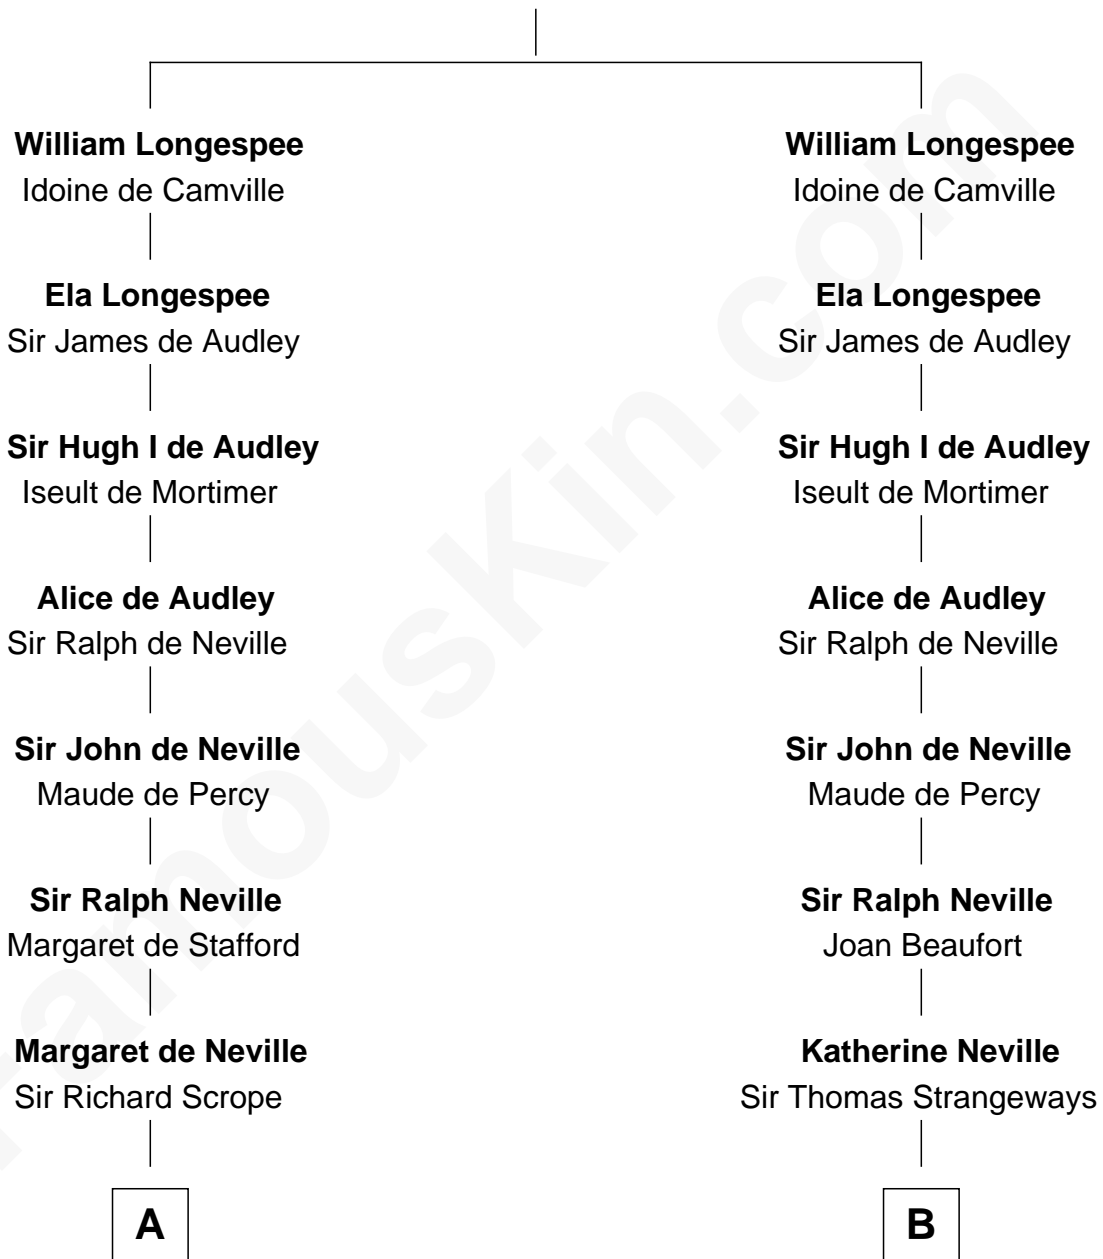 William Longespee
Idoine de Camville
Ela Longespee
Sir James de Audley
Sir Hugh I de Audley
Iseult de Mortimer
Alice de Audley
Sir Ralph de Neville
Sir John de Neville
Maude de Percy
Sir Ralph Neville
Margaret de Stafford
Margaret de Neville
Sir Richard Scrope
A
William Longespee
Idoine de Camville
Ela Longespee
Sir James de Audley
Sir Hugh I de Audley
Iseult de Mortimer
Alice de Audley
Sir Ralph de Neville
Sir John de Neville
Maude de Percy
Sir Ralph Neville
Joan Beaufort
Katherine Neville
Sir Thomas Strangeways
B
FamousKin.com